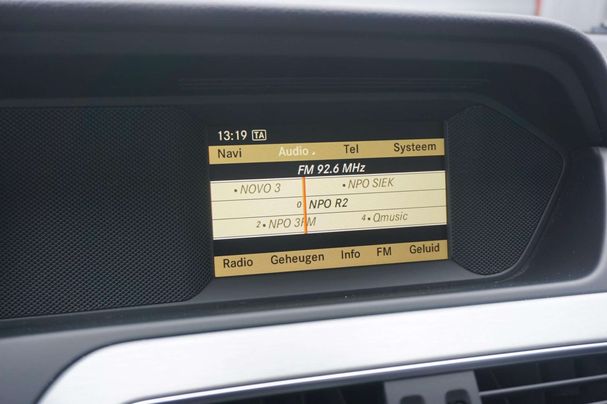 13:19 TA
Navi Audio Tel Systeem
FM 92.6 MHz
• NOVO 3 • NPO SIEK
0 NPO R2
2 • NPO 3FM 4 • Qmusic
Radio Geheugen Info FM Geluid